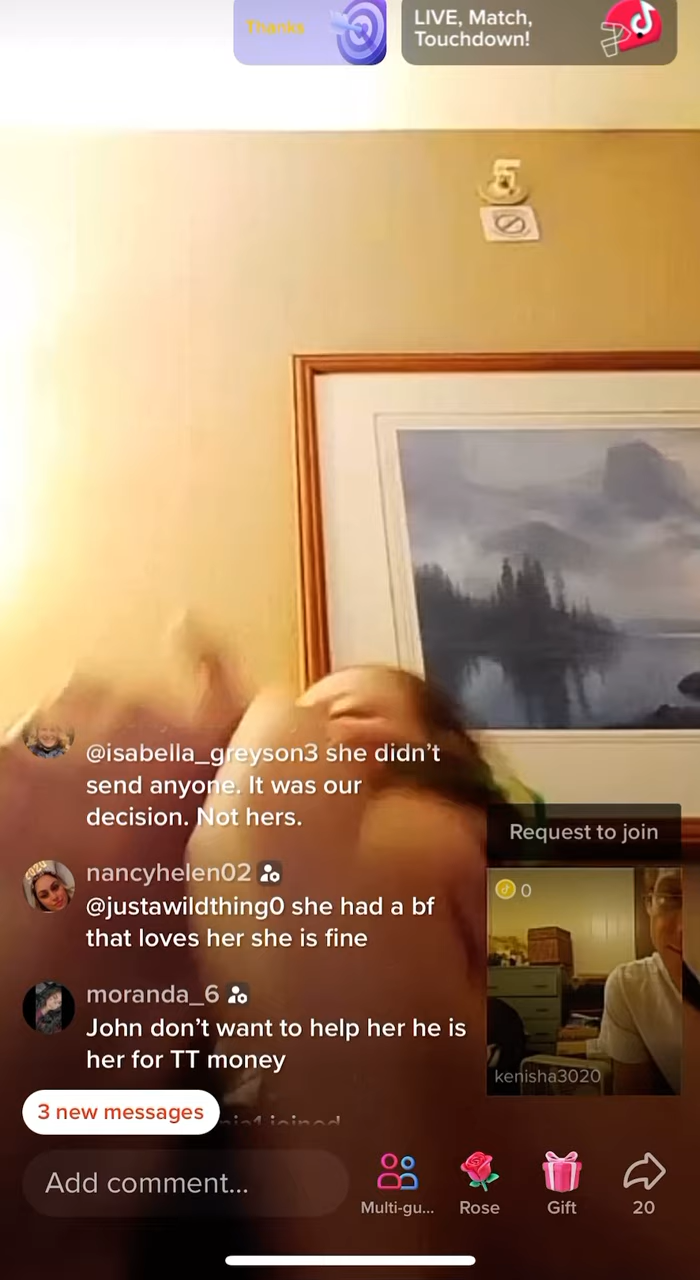 Thanks
LIVE, Match,
Touchdown!
5
@isabella_greyson3 she didn’t
send anyone. It was our
decision. Not hers.
Request to join
nancyhelen02
@justawildthing0 she had a bf
that loves her she is fine
0
moranda_6
John don’t want to help her he is
her for TT money
kenisha3020
3 new messages
joined
Add comment...
Multi-gu...
Rose
Gift
20